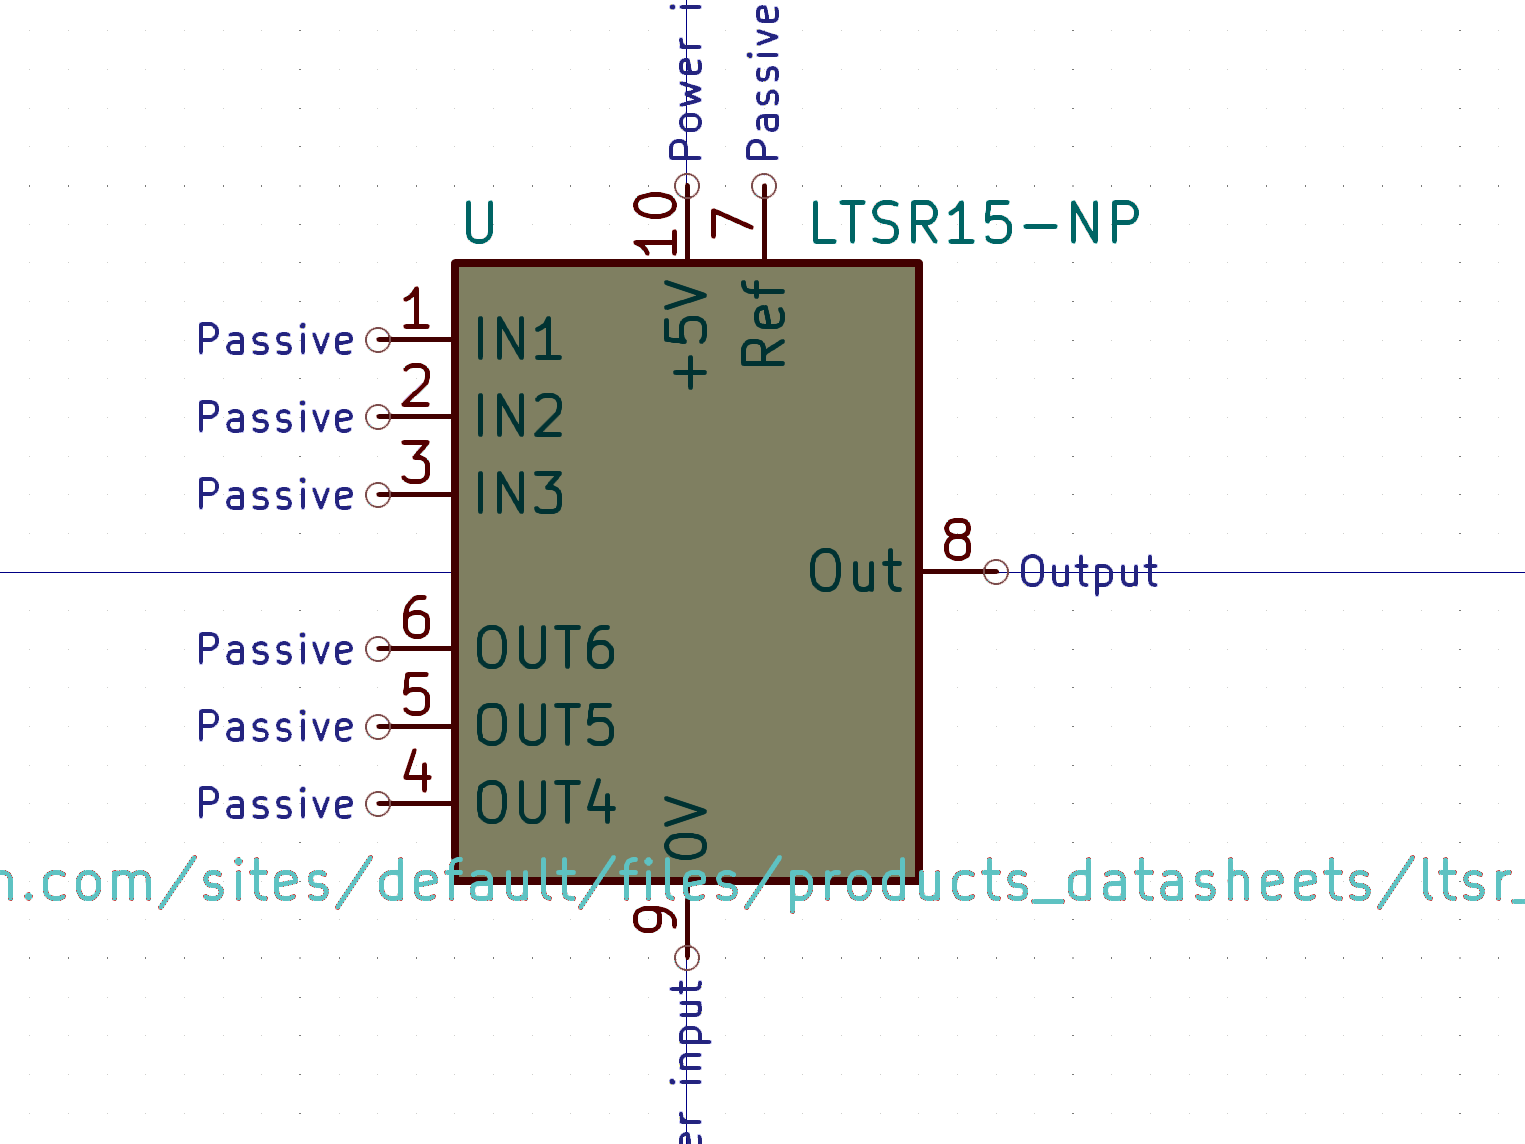 Power i
Passive
U
10
7
LTSR15-NP
+5V
Ref
Passive 1 IN1
Passive 2 IN2
Passive 3 IN3
Out 8 Output
Passive 6 OUT6
Passive 5 OUT5
Passive 4 OUT4
0V
n.com/sites/default/files/products_datasheets/ltsr_
9
er input